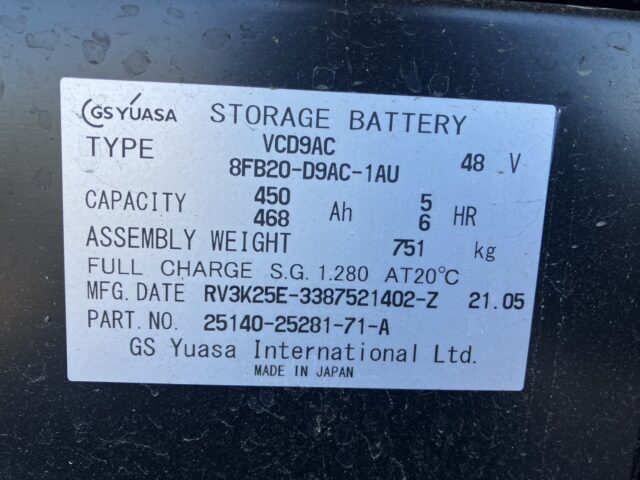 GS YUASA STORAGE BATTERY
TYPE VCD9AC 48 V
8FB20-D9AC-1AU
CAPACITY 450 Ah 5 HR
468 6
ASSEMBLY WEIGHT 751 kg
FULL CHARGE S.G. 1.280 AT20℃
MFG. DATE RV3K25E-3387521402-Z 21.05
PART. NO. 25140-25281-71-A
GS Yuasa International Ltd.
MADE IN JAPAN